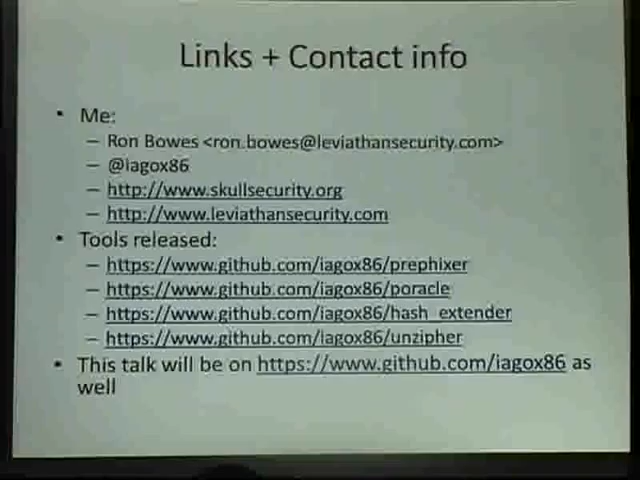 Links + Contact info
• Me:
– Ron Bowes <ron.bowes@leviathansecurity.com>
– @iagox86
– http://www.skullsecurity.org
– http://www.leviathansecurity.com
• Tools released:
– https://www.github.com/iagox86/prephixer
– https://www.github.com/iagox86/poracle
– https://www.github.com/iagox86/hash_extender
– https://www.github.com/iagox86/unzipher
• This talk will be on https://www.github.com/iagox86 as
well